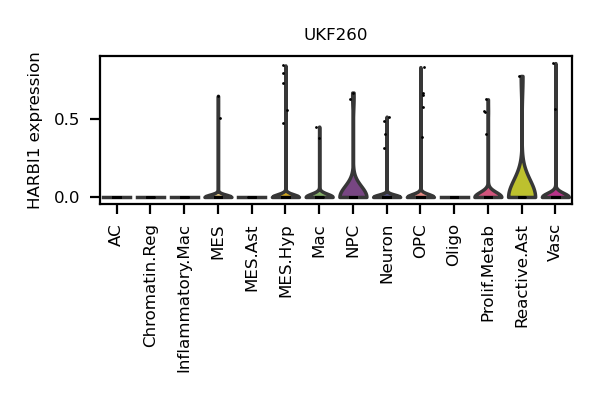 UKF260
HARBI1 expression
0.5
0.0
AC
Chromatin.Reg
Inflammatory.Mac
MES
MES.Ast
MES.Hyp
Mac
NPC
Neuron
OPC
Oligo
Prolif.Metab
Reactive.Ast
Vasc